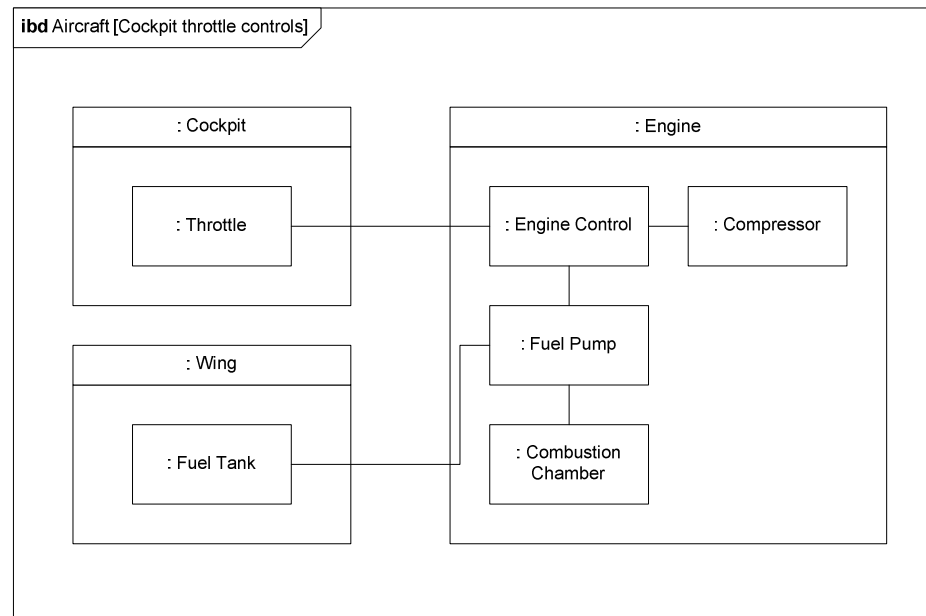 ibd Aircraft [Cockpit throttle controls]
: Cockpit
: Engine
: Throttle
: Engine Control
: Compressor
: Fuel Pump
: Wing
: Fuel Tank
: Combustion
Chamber